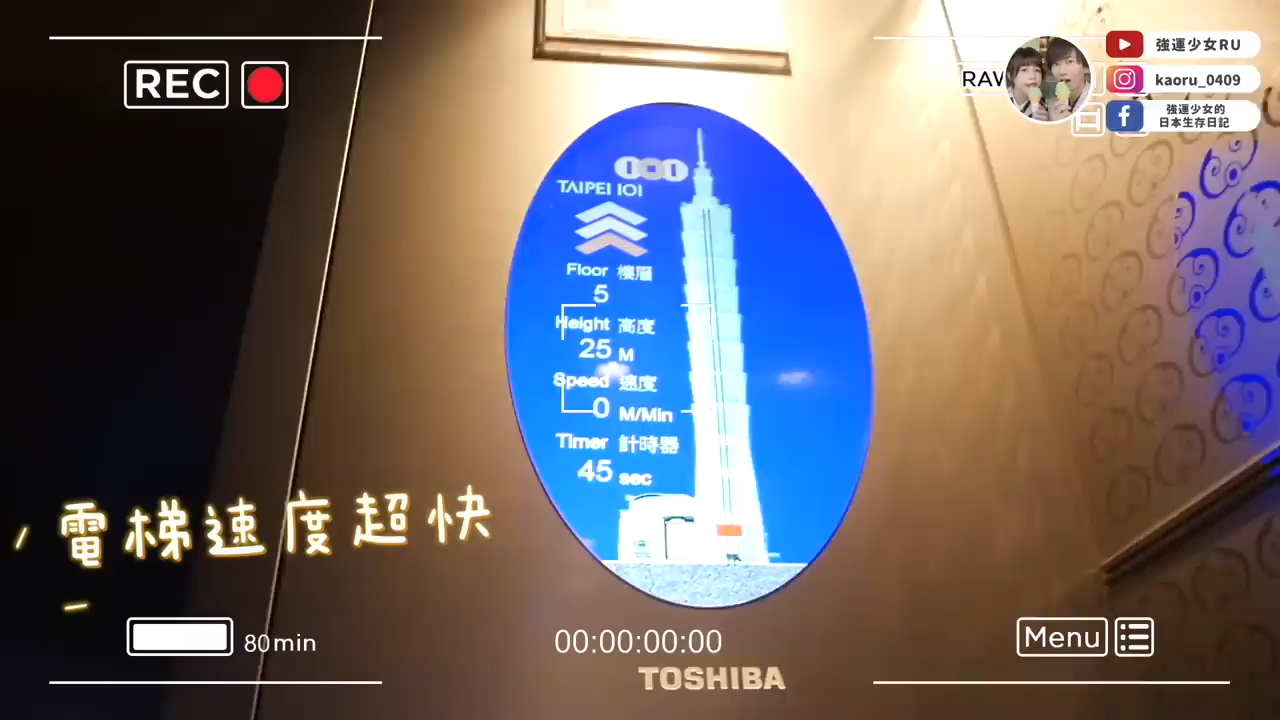 REC
RAW
強運少女RU
kaoru_0409
強運少女的
日本生存日記
TAIPEI 101
Floor 樓層
5
Height 高度
25 M
Speed 速度
0 M/Min
Timer 計時器
45 sec
電梯速度超快
80min
00:00:00:00
Menu
TOSHIBA